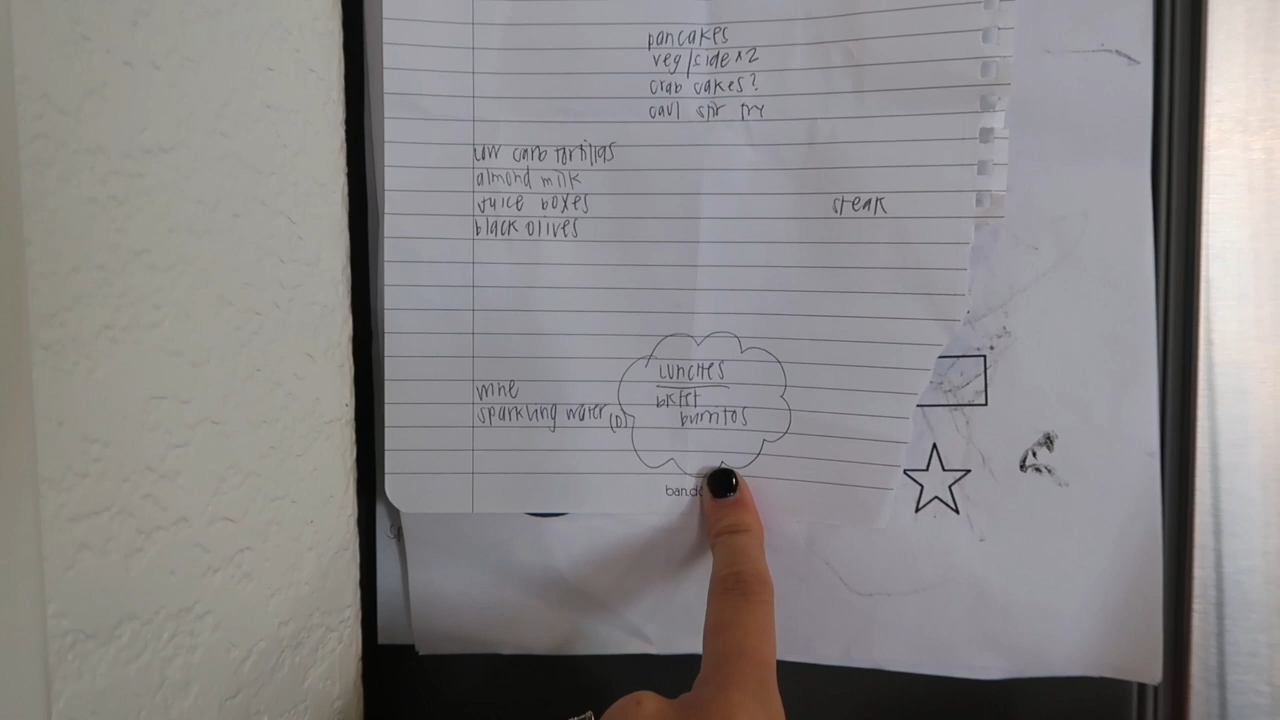 pancakes
veg/side x2
crab cakes?
caul stir fry
low carb tortillas
almond milk
juice boxes
steak
black olives
wine
sparkling water (D)
LUNCHES
bkfst
burritos